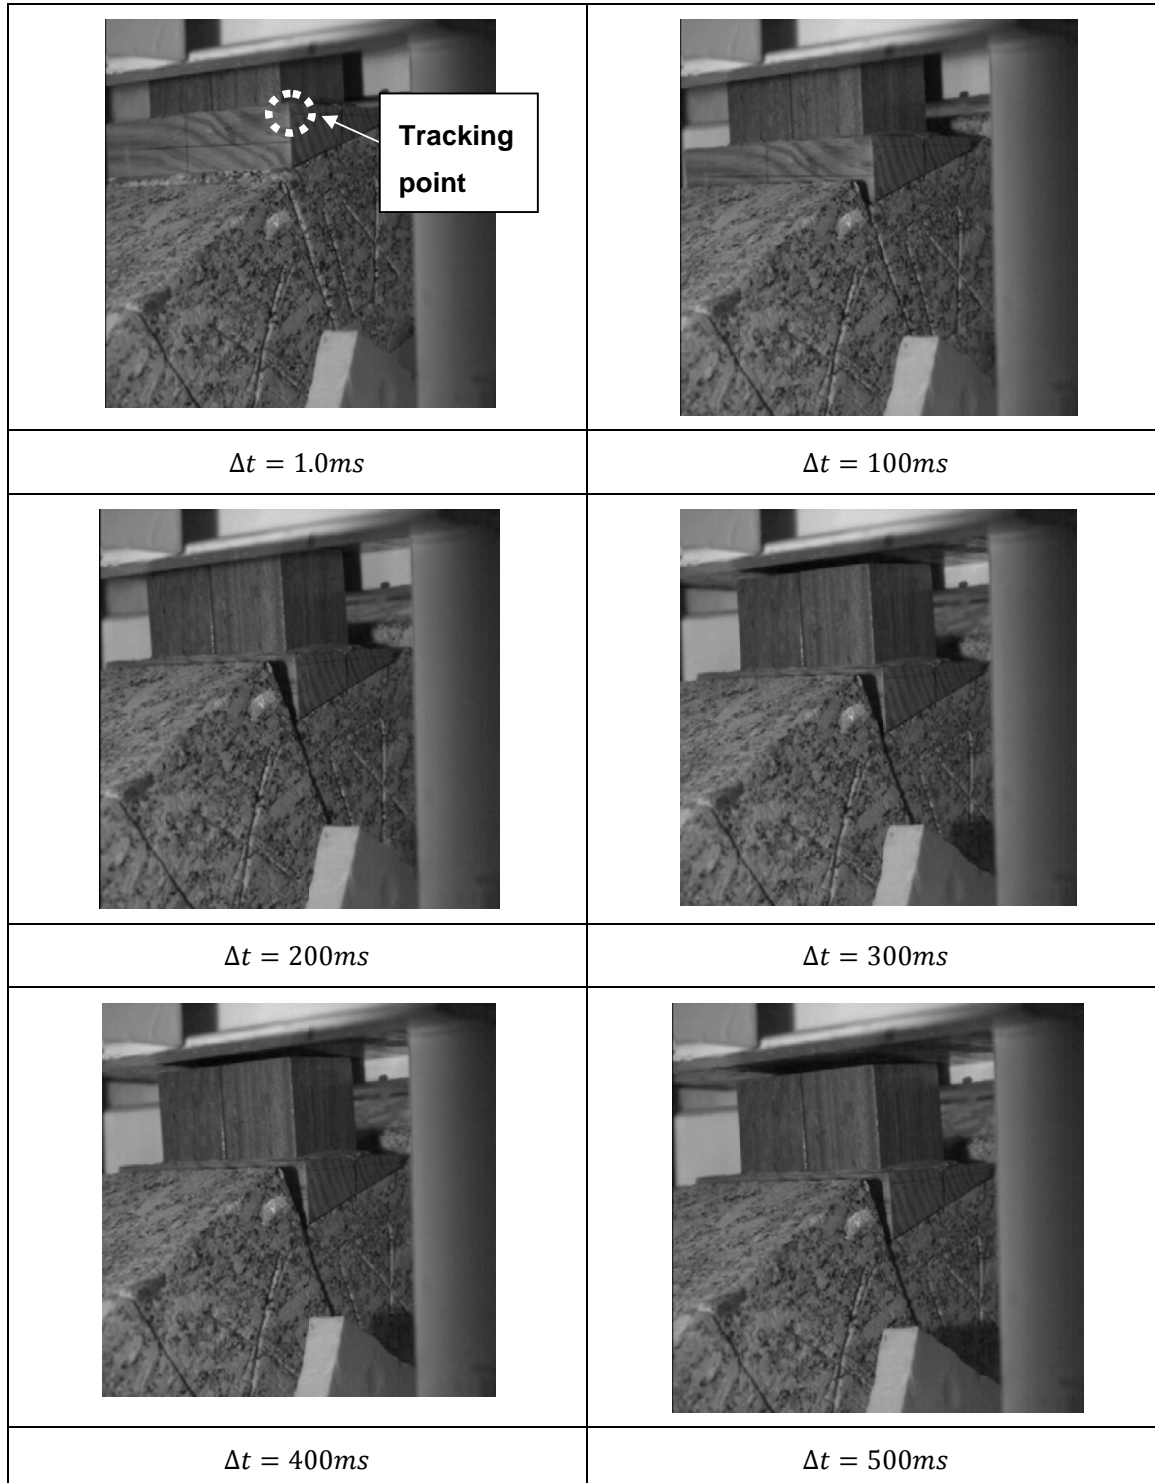 Tracking
point
Δt = 1.0ms
Δt = 100ms
Δt = 200ms
Δt = 300ms
Δt = 400ms
Δt = 500ms